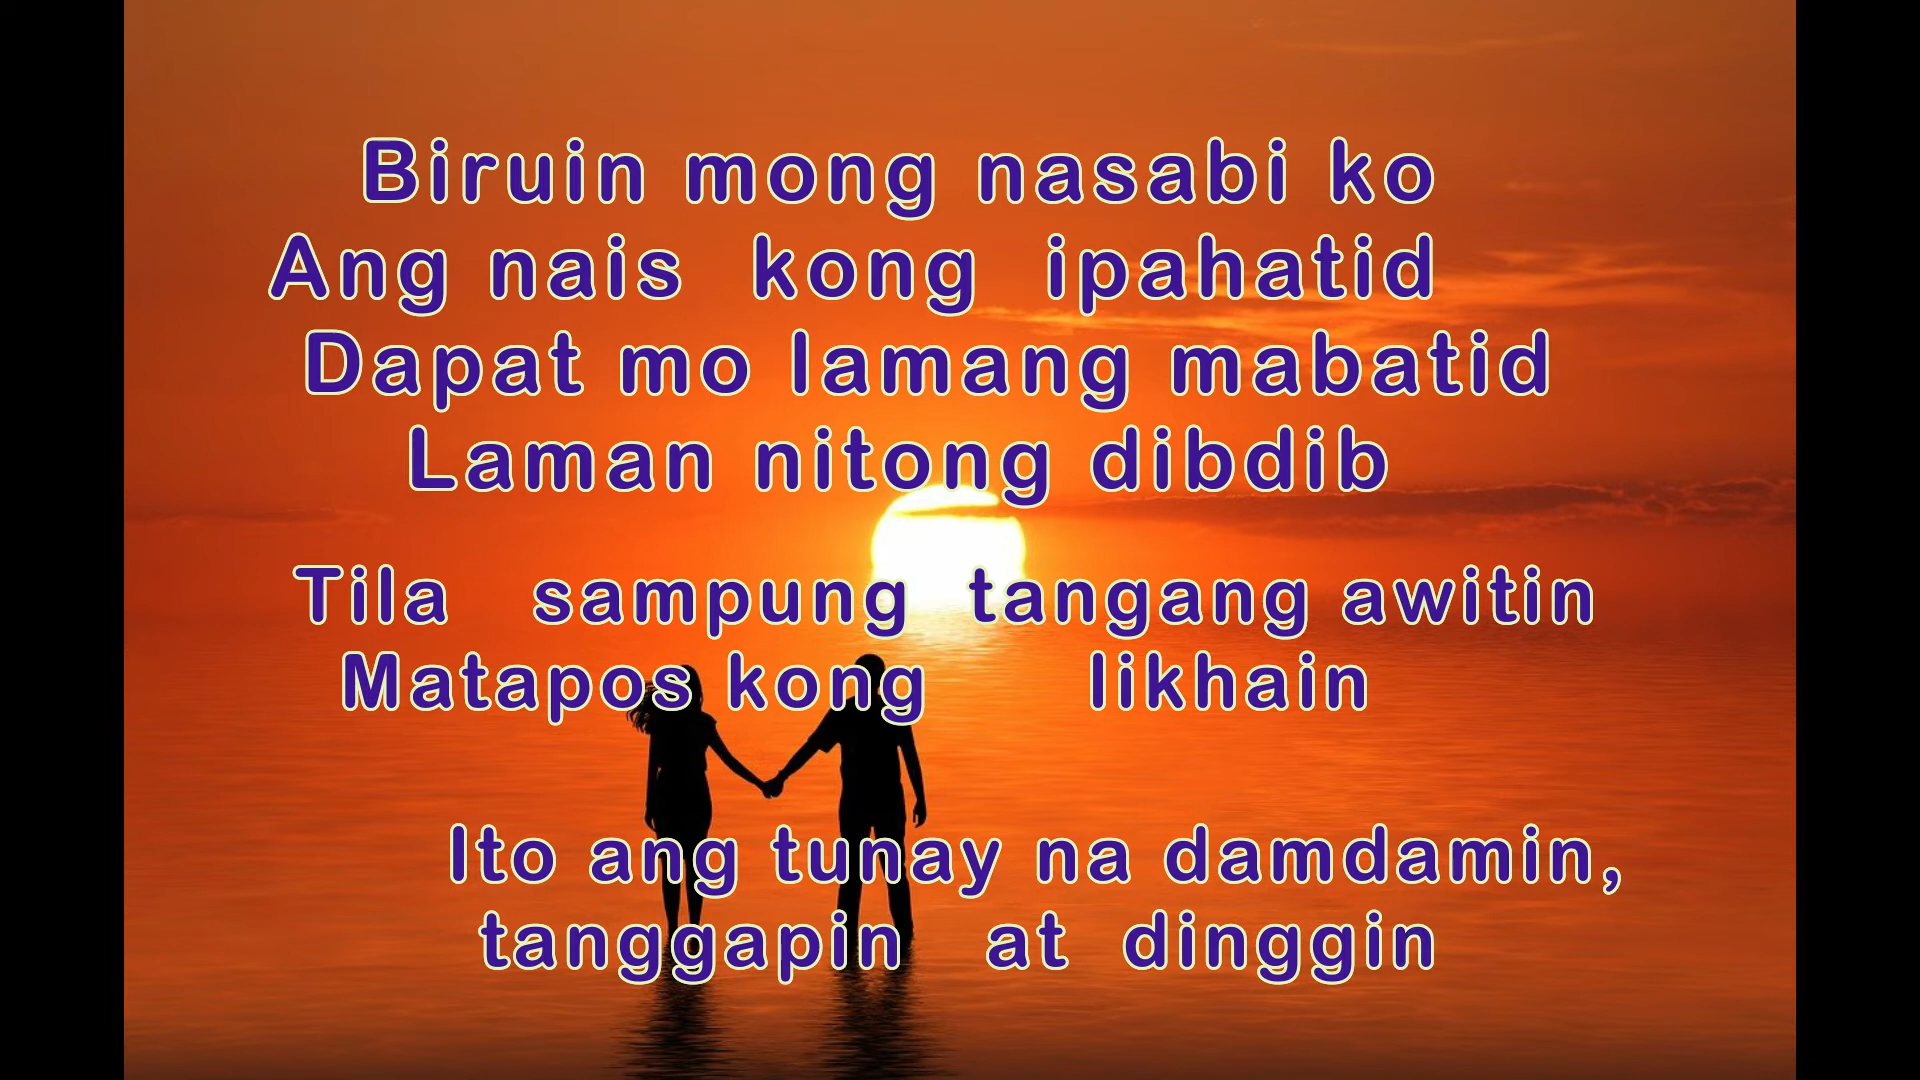 Biruin mong nasabi ko
Ang nais kong ipahatid
Dapat mo lamang mabatid
Laman nitong dibdib
Tila sampung tangang awitin
Matapos kong likhain
Ito ang tunay na damdamin,
tanggapin at dinggin